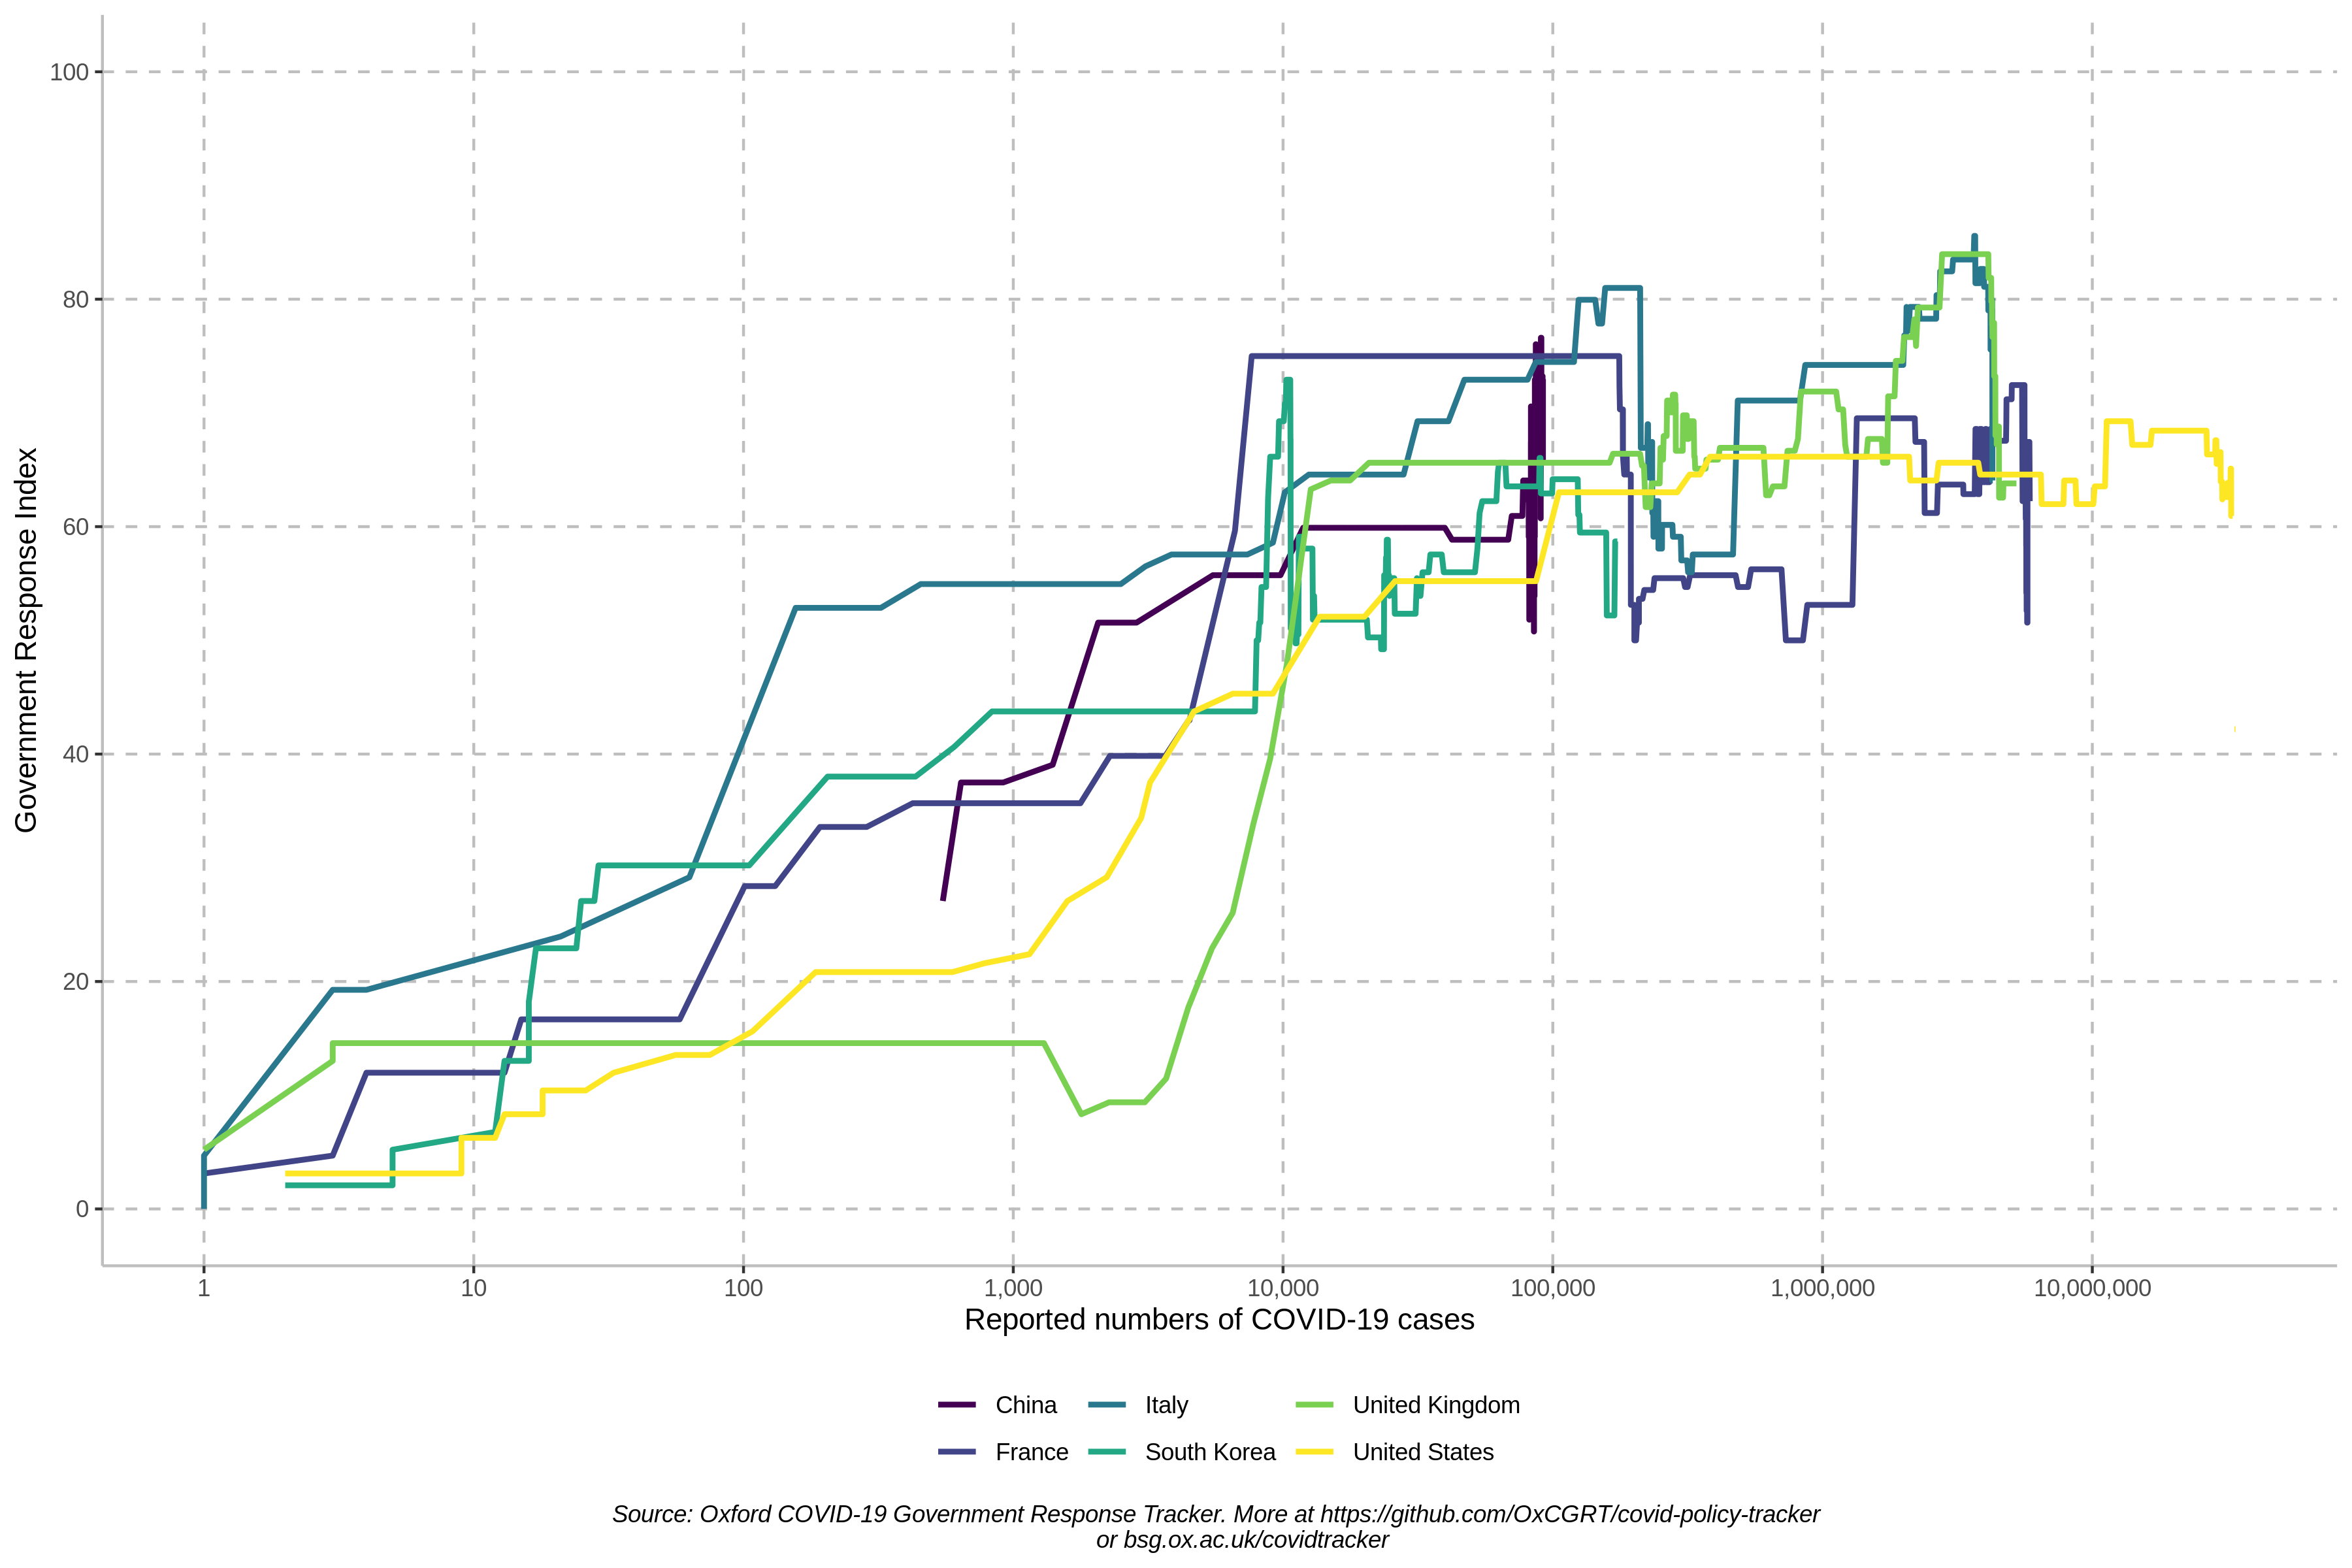 100
80
60
40
20
0
Government Response Index
1 10 100 1,000 10,000 100,000 1,000,000 10,000,000
Reported numbers of COVID-19 cases
China Italy United Kingdom
France South Korea United States
Source: Oxford COVID-19 Government Response Tracker. More at https://github.com/OxCGRT/covid-policy-tracker
or bsg.ox.ac.uk/covidtracker